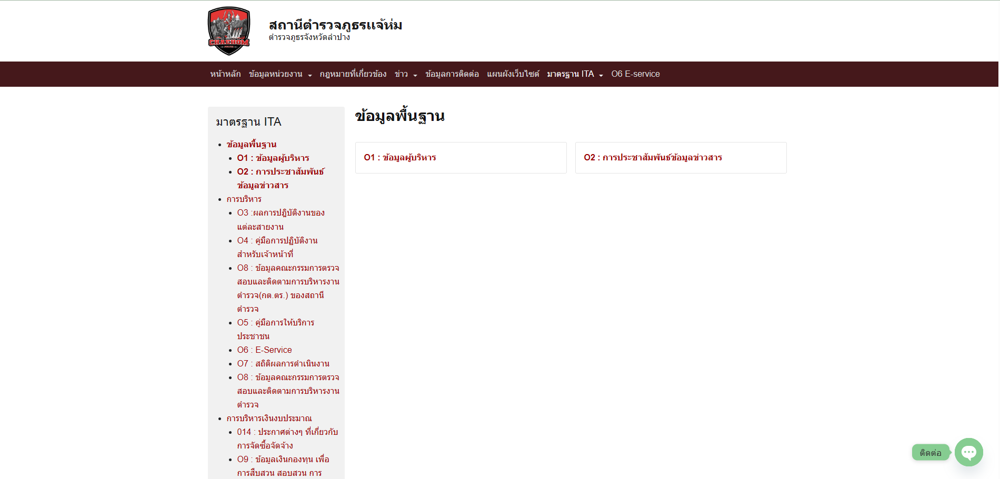 CHAEHOM
POLICE
สถานีตำรวจภูธรแจ้ห่ม
ตำรวจภูธรจังหวัดลำปาง
หน้าหลัก ข้อมูลหน่วยงาน กฎหมายที่เกี่ยวข้อง ข่าว ข้อมูลการติดต่อ แผนผังเว็บไซต์ มาตรฐาน ITA O6 E-service
มาตรฐาน ITA
ข้อมูลพื้นฐาน
O1 : ข้อมูลผู้บริหาร
O2 : การประชาสัมพันธ์
ข้อมูลข่าวสาร
การบริหาร
O3 :ผลการปฎิบัติงานของ
แต่ละสายงาน
O4 : คู่มือการปฏิบัติงาน
สำหรับเจ้าหน้าที่
O8 : ข้อมูลคณะกรรมการตรวจ
สอบและติดตามการบริหารงาน
ตำรวจ(กต.ตร.) ของสถานี
ตำรวจ
O5 : คู่มือการให้บริการ
ประชาชน
O6 : E-Service
O7 : สถิติผลการดำเนินงาน
O8 : ข้อมูลคณะกรรมการตรวจ
สอบและติดตามการบริหารงาน
ตำรวจ
การบริหารเงินงบประมาณ
014 : ประกาศต่างๆ ที่เกี่ยวกับ
การจัดซื้อจัดจ้าง
O9 : ข้อมูลเงินกองทุน เพื่อ
การสืบสวน สอบสวน การ
ข้อมูลพื้นฐาน
O1 : ข้อมูลผู้บริหาร
O2 : การประชาสัมพันธ์ข้อมูลข่าวสาร
ติดต่อ